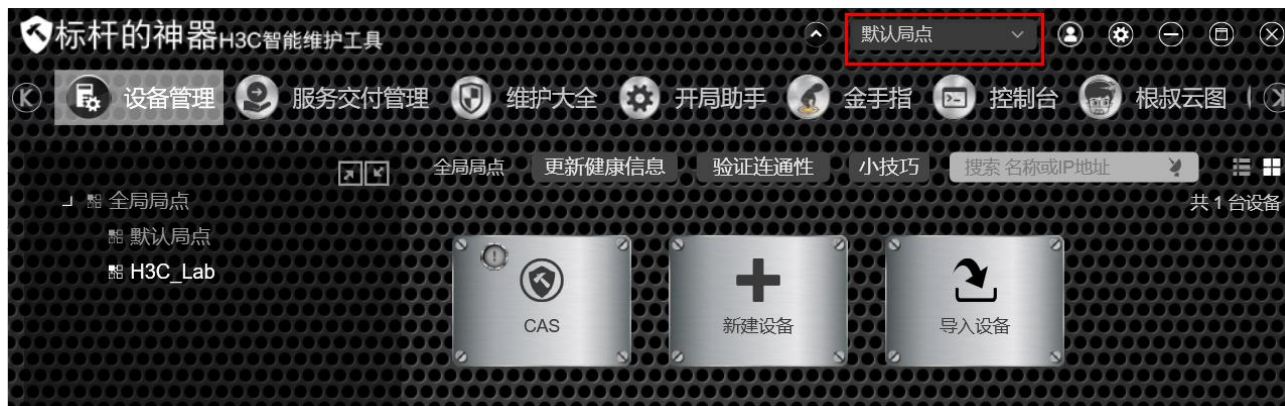 标杆的神器H3C智能维护工具
默认局点
设备管理 服务交付管理 维护大全 开局助手 金手指 控制台 根叔云图
全局局点 更新健康信息 验证连通性 小技巧 搜索 名称或IP地址
共 1 台设备
全局局点
默认局点
H3C_Lab
CAS 新建设备 导入设备